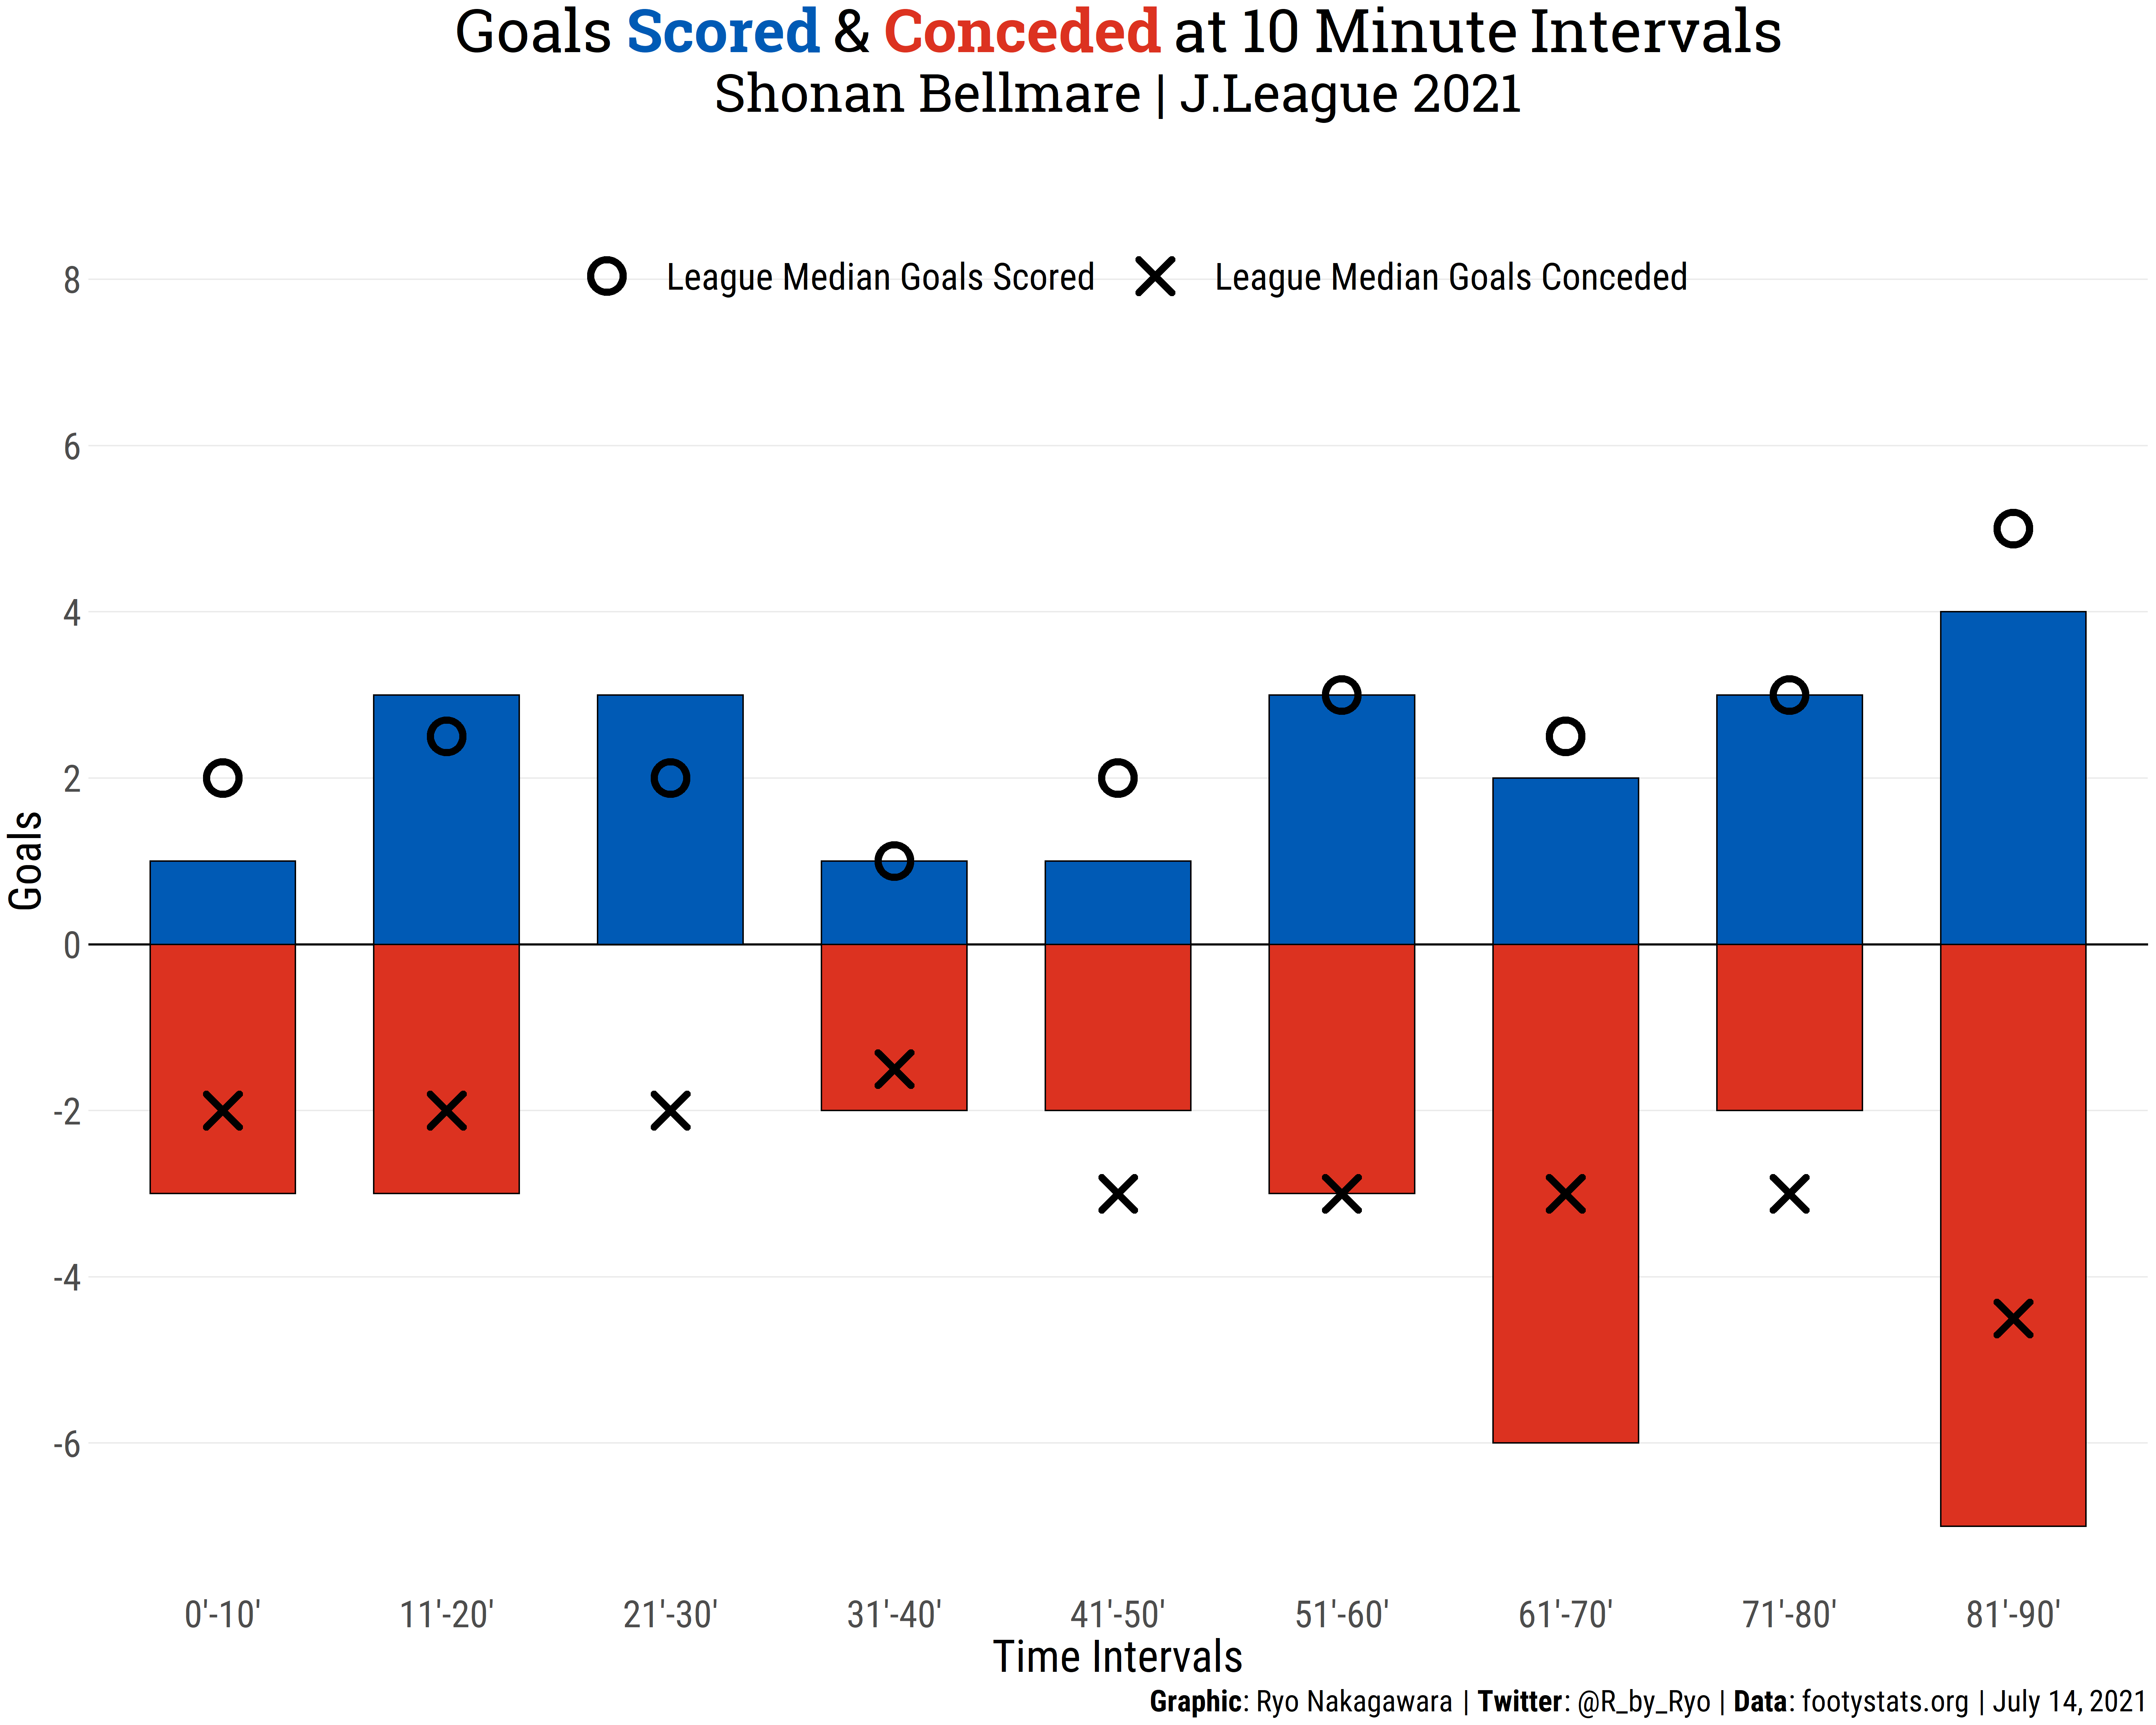 Goals Scored & Conceded at 10 Minute Intervals
Shonan Bellmare | J.League 2021
League Median Goals Scored
League Median Goals Conceded
8
6
4
2
0
-2
-4
-6
Goals
0'-10'
11'-20'
21'-30'
31'-40'
41'-50'
51'-60'
61'-70'
71'-80'
81'-90'
Time Intervals
Graphic: Ryo Nakagawara | Twitter: @R_by_Ryo | Data: footystats.org | July 14, 2021